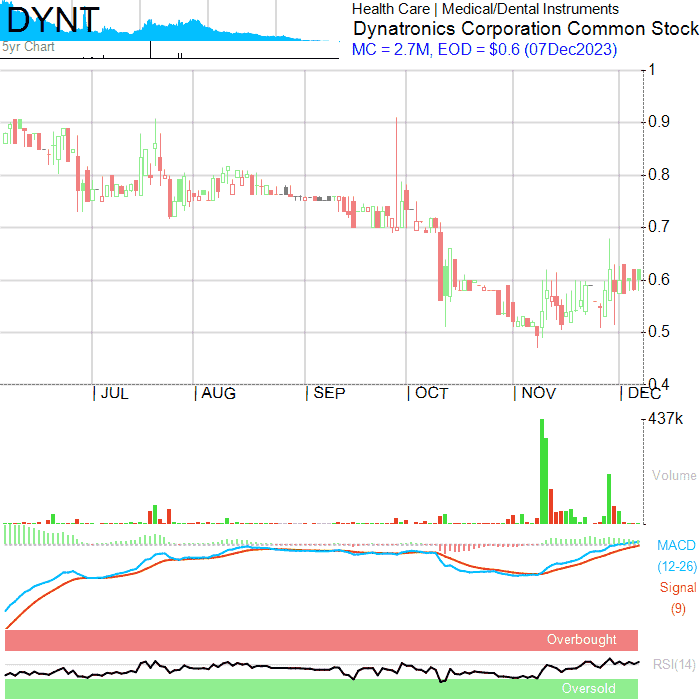 DYNT
5yr Chart
Health Care | Medical/Dental Instruments
Dynatronics Corporation Common Stock
MC = 2.7M, EOD = $0.6 (07Dec2023)
1
0.9
0.8
0.7
0.6
0.5
0.4
JUL AUG SEP OCT NOV DEC
437k
Volume
MACD
(12-26)
Signal
(9)
Overbought
RSI(14)
Oversold